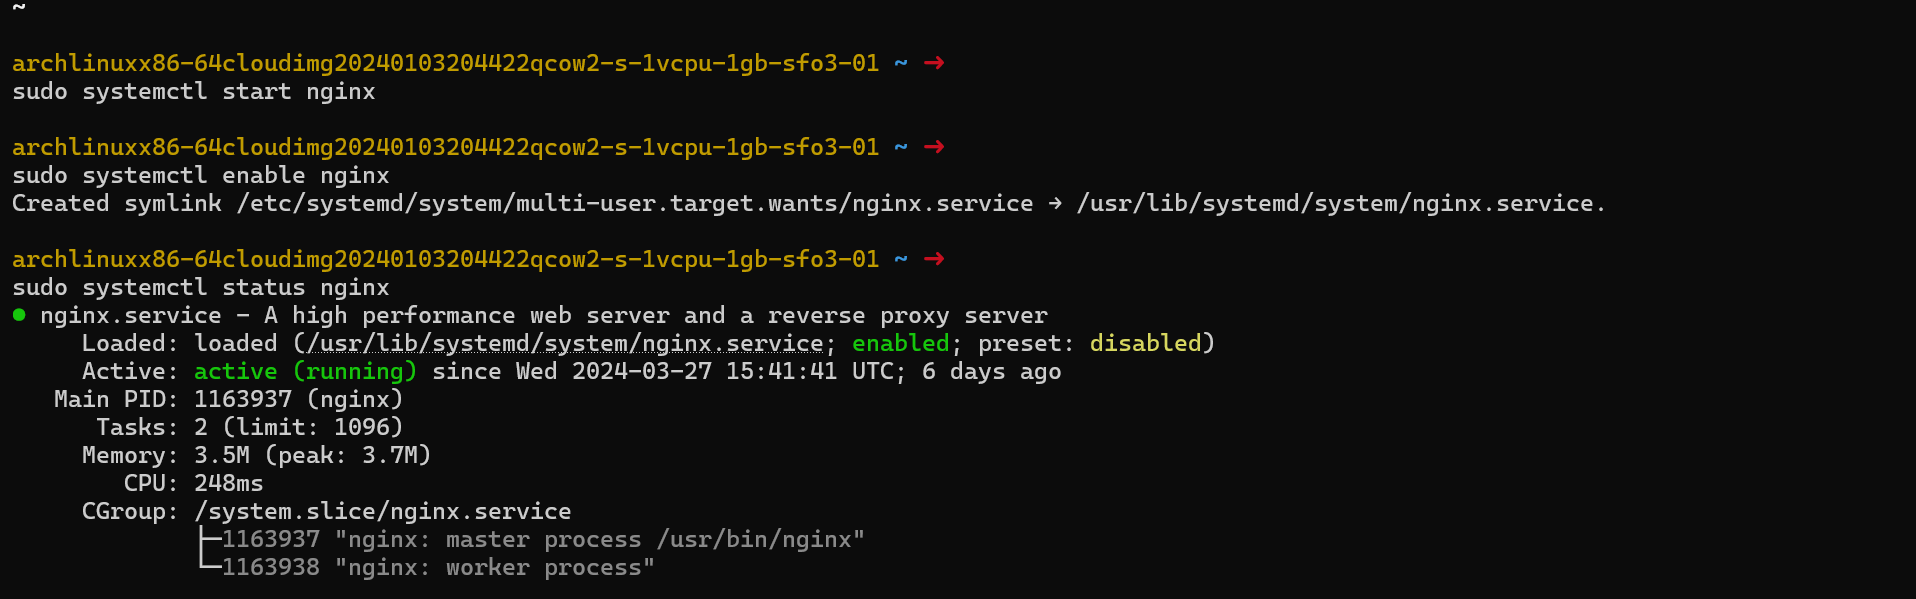 ~
archlinuxx86-64cloudimg20240103204422qcow2-s-1vcpu-1gb-sfo3-01 ~ →
sudo systemctl start nginx
archlinuxx86-64cloudimg20240103204422qcow2-s-1vcpu-1gb-sfo3-01 ~ →
sudo systemctl enable nginx
Created symlink /etc/systemd/system/multi-user.target.wants/nginx.service → /usr/lib/systemd/system/nginx.service.
archlinuxx86-64cloudimg20240103204422qcow2-s-1vcpu-1gb-sfo3-01 ~ →
sudo systemctl status nginx
● nginx.service - A high performance web server and a reverse proxy server
     Loaded: loaded (/usr/lib/systemd/system/nginx.service; enabled; preset: disabled)
     Active: active (running) since Wed 2024-03-27 15:41:41 UTC; 6 days ago
   Main PID: 1163937 (nginx)
      Tasks: 2 (limit: 1096)
     Memory: 3.5M (peak: 3.7M)
        CPU: 248ms
     CGroup: /system.slice/nginx.service
             ├─1163937 "nginx: master process /usr/bin/nginx"
             └─1163938 "nginx: worker process"